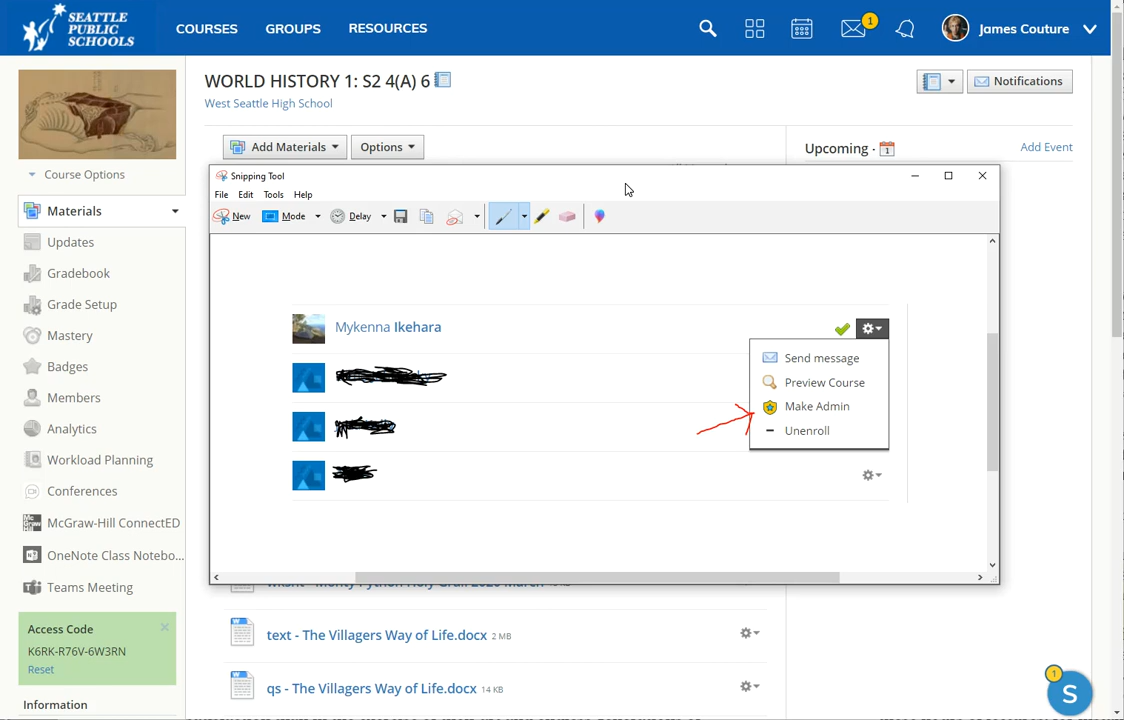 SEATTLE
PUBLIC
SCHOOLS
COURSES GROUPS RESOURCES
1
James Couture
WORLD HISTORY 1: S2 4(A) 6
West Seattle High School
Notifications
Course Options
Add Materials Options
Upcoming · 1
Add Event
Materials
Updates
Gradebook
Grade Setup
Mastery
Badges
Members
Analytics
Workload Planning
Conferences
McGraw-Hill ConnectED
OneNote Class Notebo...
Teams Meeting
Access Code
K6RK-R76V-6W3RN
Reset
Information
Snipping Tool
File Edit Tools Help
New Mode Delay
Mykenna Ikehara
Send message
Preview Course
Make Admin
Unenroll
text - The Villagers Way of Life.docx 2 MB
qs - The Villagers Way of Life.docx 14 KB
1
S